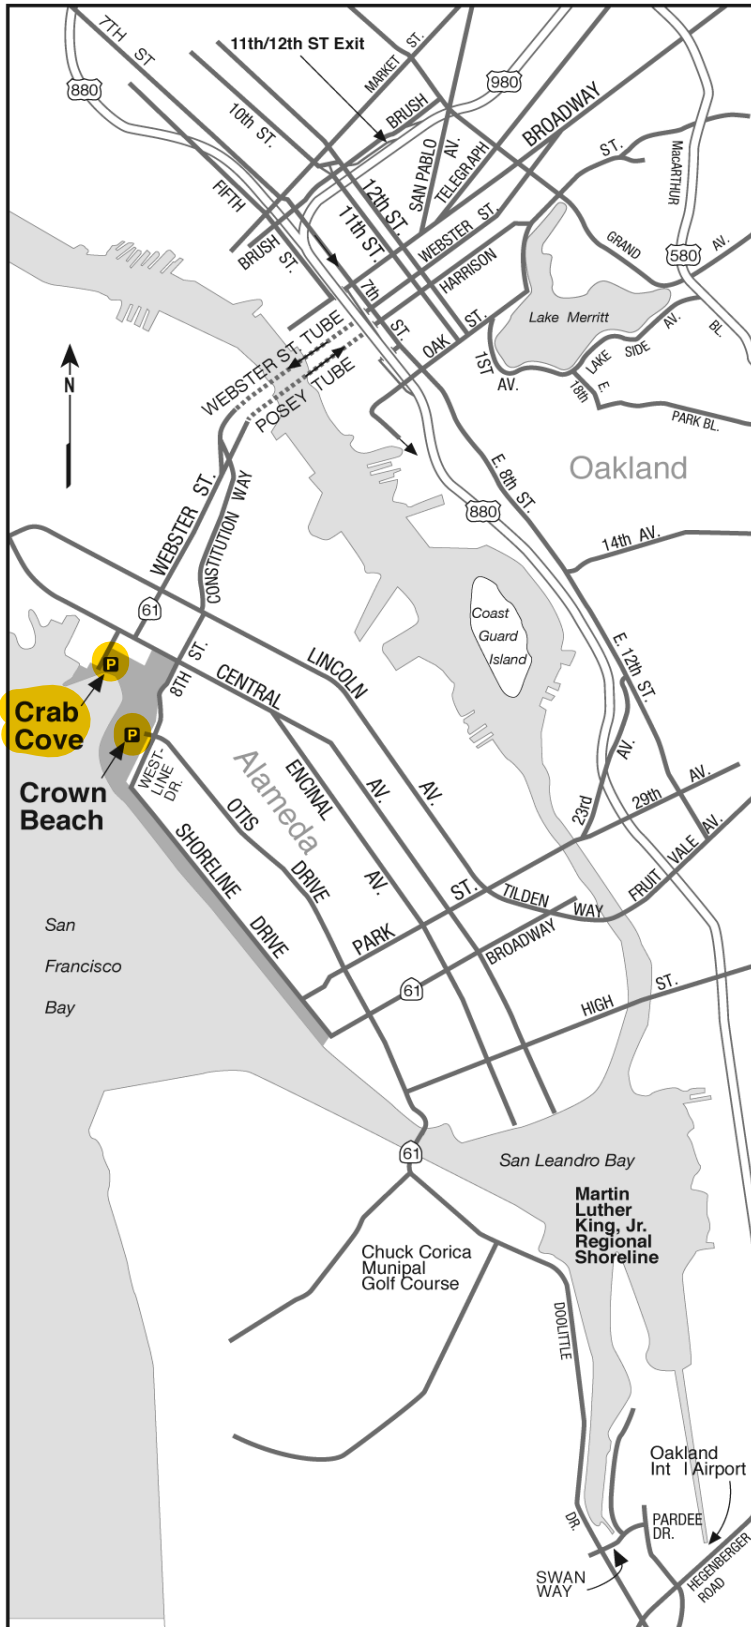 7TH ST
11th/12th ST Exit
MARKET ST.
880
980
BRUSH
BROADWAY
10th ST.
SAN PABLO AV.
TELEGRAPH
ST.
MacARTHUR
FIFTH
12th ST.
11th ST.
BRUSH ST.
WEBSTER ST.
HARRISON
GRAND AV.
580
7th ST.
Lake Merritt
OAK ST.
1ST AV.
LAKE SIDE AV.
BL.
18th E.
PARK BL.
WEBSTER ST. TUBE
POSEY TUBE
N
Oakland
E. 8th ST.
880
14th AV.
WEBSTER ST.
CONSTITUTION WAY
61
Coast
Guard
Island
E. 12th ST.
P
8TH ST.
CENTRAL AV.
LINCOLN AV.
Crab
Cove
P
Crown
Beach
WEST-
LINE
DR.
OTIS DRIVE
Alameda
ENCINAL AV.
SHORELINE DRIVE
23rd AV.
29th AV.
FRUIT VALE AV.
PARK ST.
TILDEN WAY
BROADWAY
61
HIGH ST.
San
Francisco
Bay
61
San Leandro Bay
Martin
Luther
King, Jr.
Regional
Shoreline
Chuck Corica
Munipal
Golf Course
DOOLITTLE DR.
Oakland
Int l Airport
PARDEE
DR.
SWAN
WAY
HEGENBERGER
ROAD